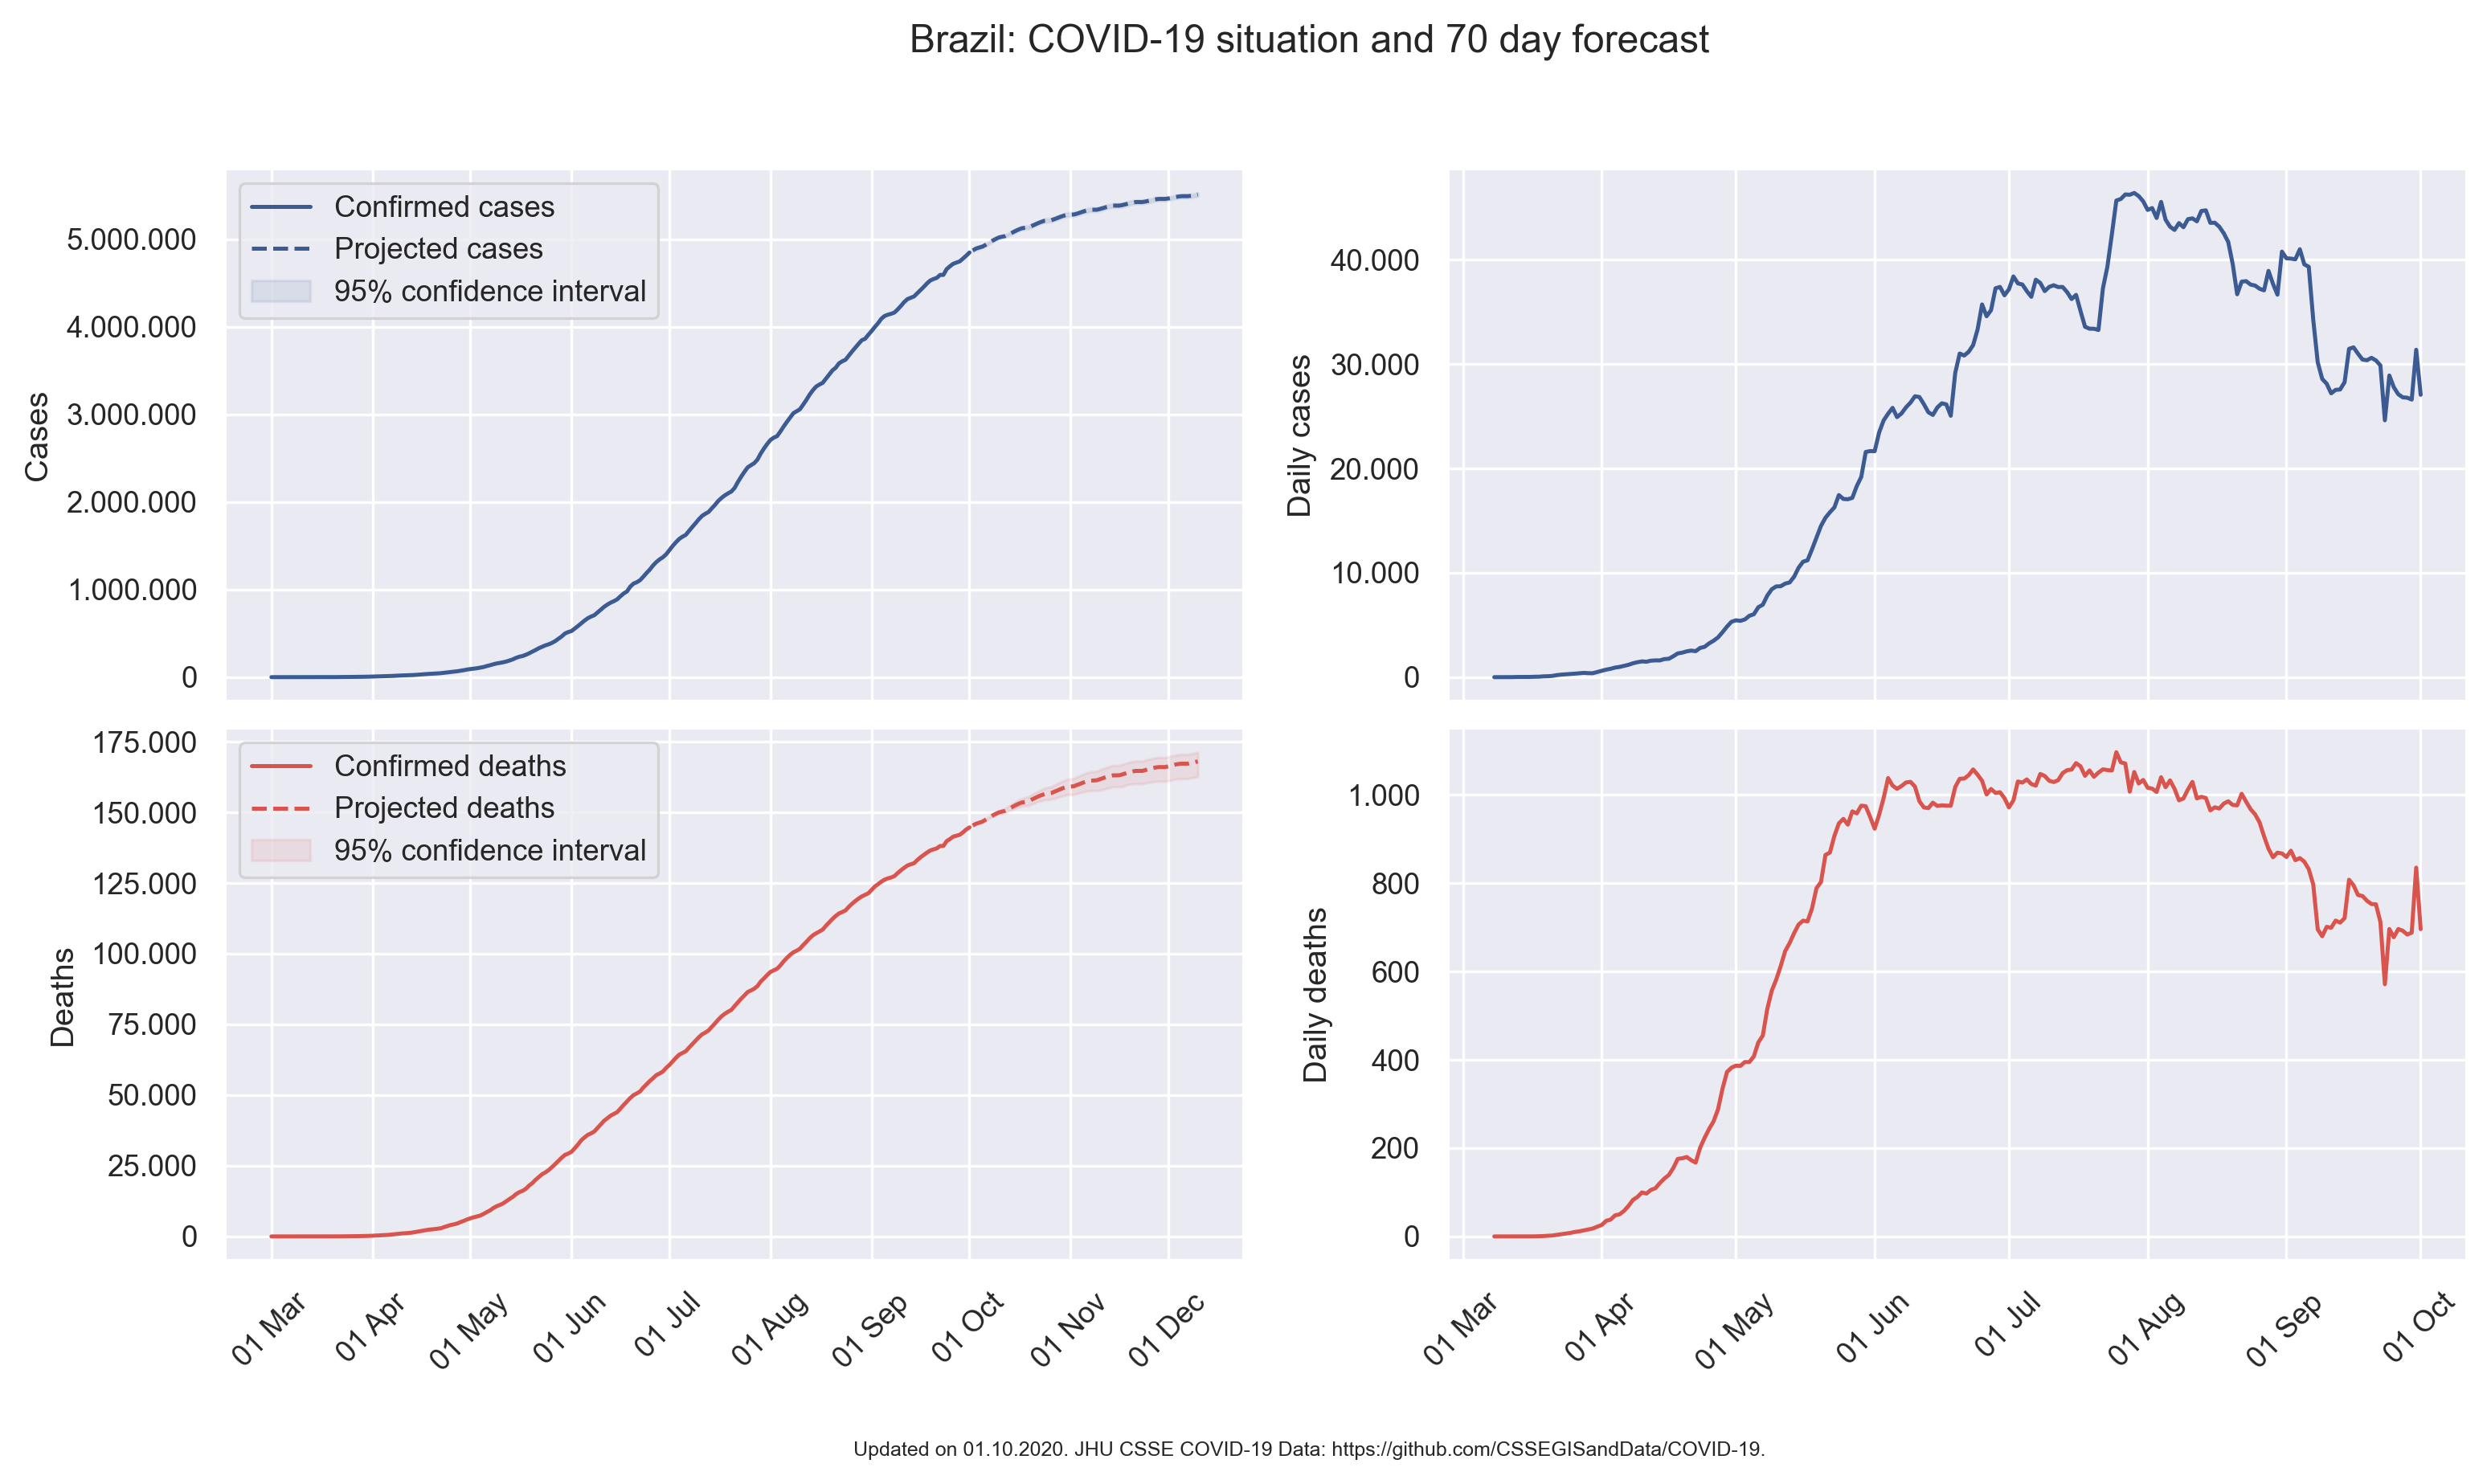 Brazil: COVID-19 situation and 70 day forecast
Confirmed cases
Projected cases
95% confidence interval
Cases
5.000.000
4.000.000
3.000.000
2.000.000
1.000.000
0
Daily cases
40.000
30.000
20.000
10.000
0
Confirmed deaths
Projected deaths
95% confidence interval
Deaths
175.000
150.000
125.000
100.000
75.000
50.000
25.000
0
01 Mar
01 Apr
01 May
01 Jun
01 Jul
01 Aug
01 Sep
01 Oct
01 Nov
01 Dec
Daily deaths
1.000
800
600
400
200
0
01 Mar
01 Apr
01 May
01 Jun
01 Jul
01 Aug
01 Sep
01 Oct
Updated on 01.10.2020. JHU CSSE COVID-19 Data: https://github.com/CSSEGISandData/COVID-19.